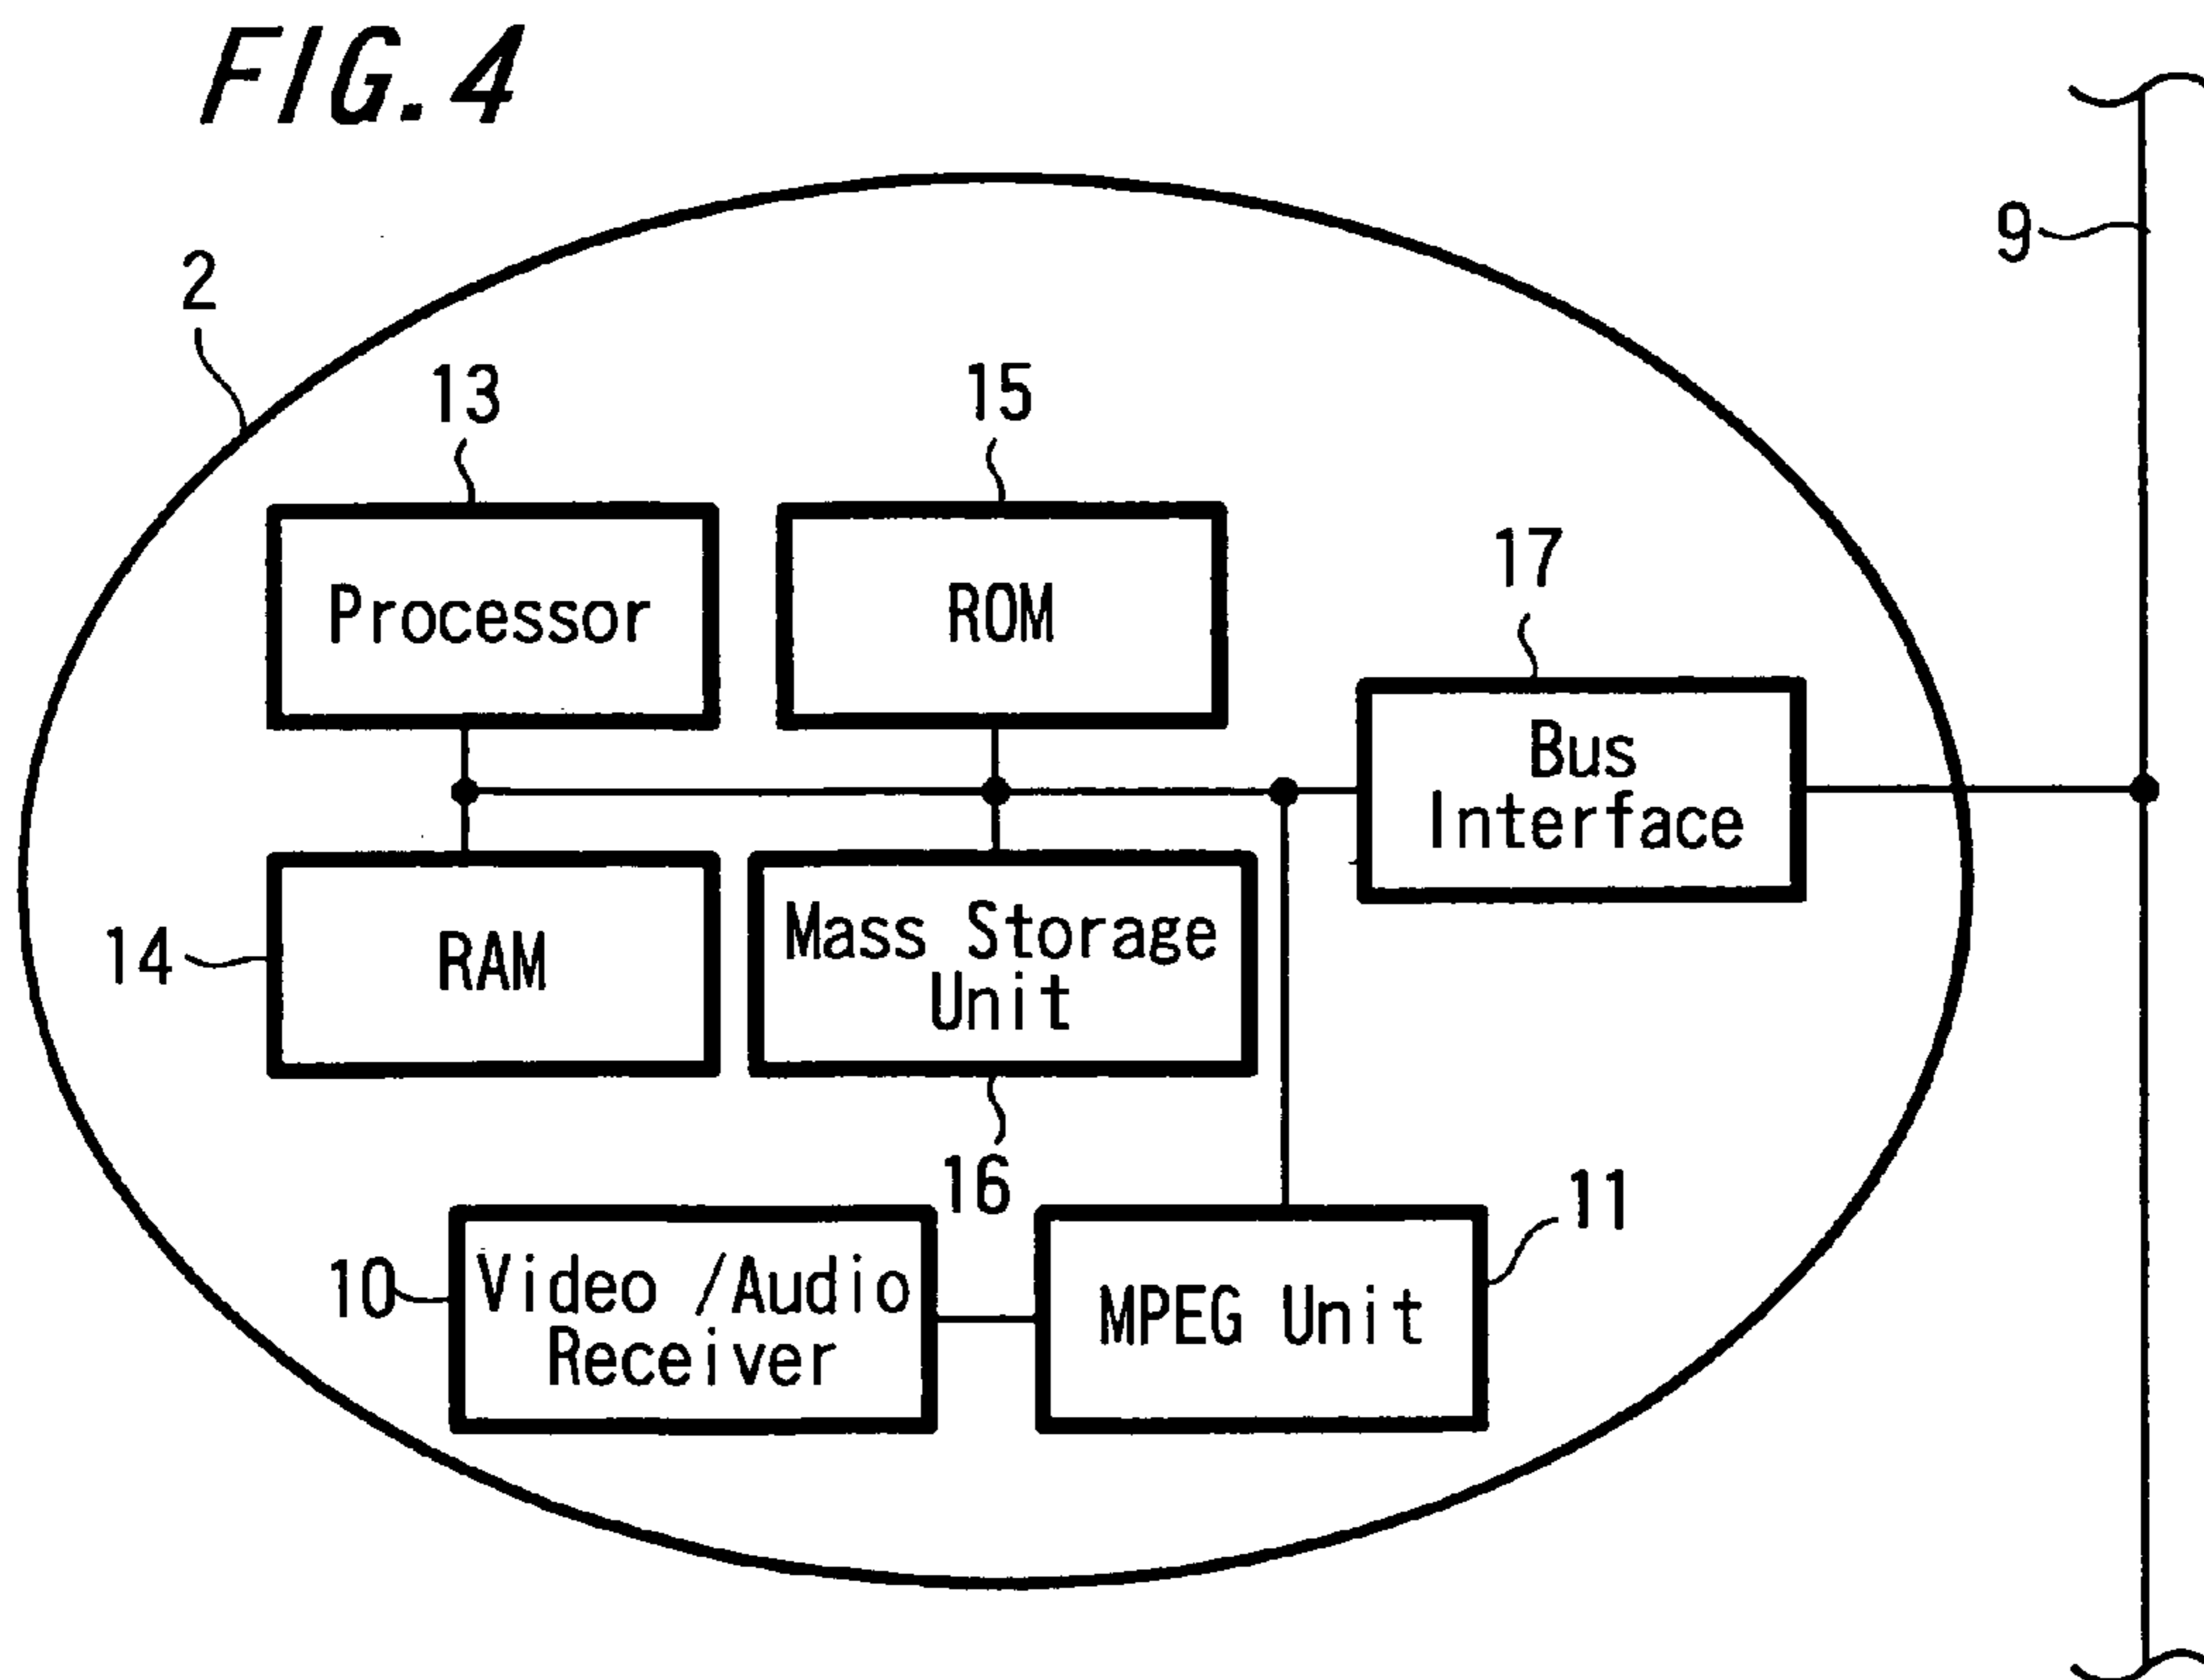 FIG. 4
9
2
13
15
17
Processor
ROM
Bus
Interface
14
RAM
Mass Storage
Unit
16
11
10
Video /Audio
Receiver
MPEG Unit